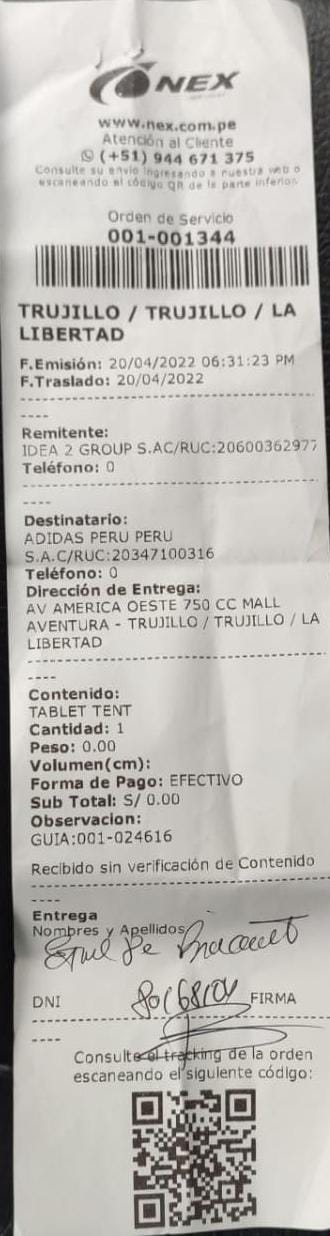 NEX
www.nex.com.pe
Atención al Cliente
(+51) 944 671 375
Consulte su envio ingresando a nuestra web o
escaneando el código QR de la parte inferior.
Orden de Servicio
001-001344
TRUJILLO / TRUJILLO / LA
LIBERTAD
F.Emisión: 20/04/2022 06:31:23 PM
F.Traslado: 20/04/2022
----
Remitente:
IDEA 2 GROUP S.AC/RUC:20600362977
Teléfono: 0
----
Destinatario:
ADIDAS PERU PERU
S.A.C/RUC:20347100316
Teléfono: 0
Dirección de Entrega:
AV AMERICA OESTE 750 CC MALL
AVENTURA - TRUJILLO / TRUJILLO / LA
LIBERTAD
----
Contenido:
TABLET TENT
Cantidad: 1
Peso: 0.00
Volumen(cm):
Forma de Pago: EFECTIVO
Sub Total: S/ 0.00
Observacion:
GUIA:001-024616
Recibido sin verificación de Contenido
----
Entrega
Nombres y Apellidos
DNI FIRMA
----
Consulte el tracking de la orden
escaneando el siguiente código: